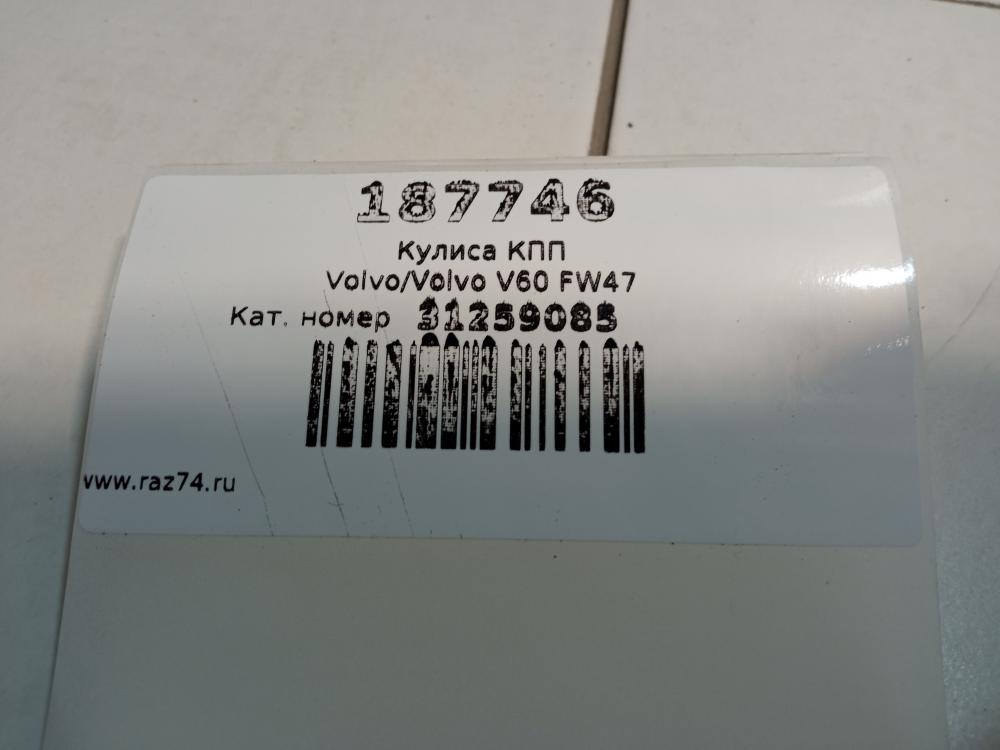 187746
Кулиса КПП
Volvo/Volvo V60 FW47
Кат. номер 31259085
www.raz74.ru